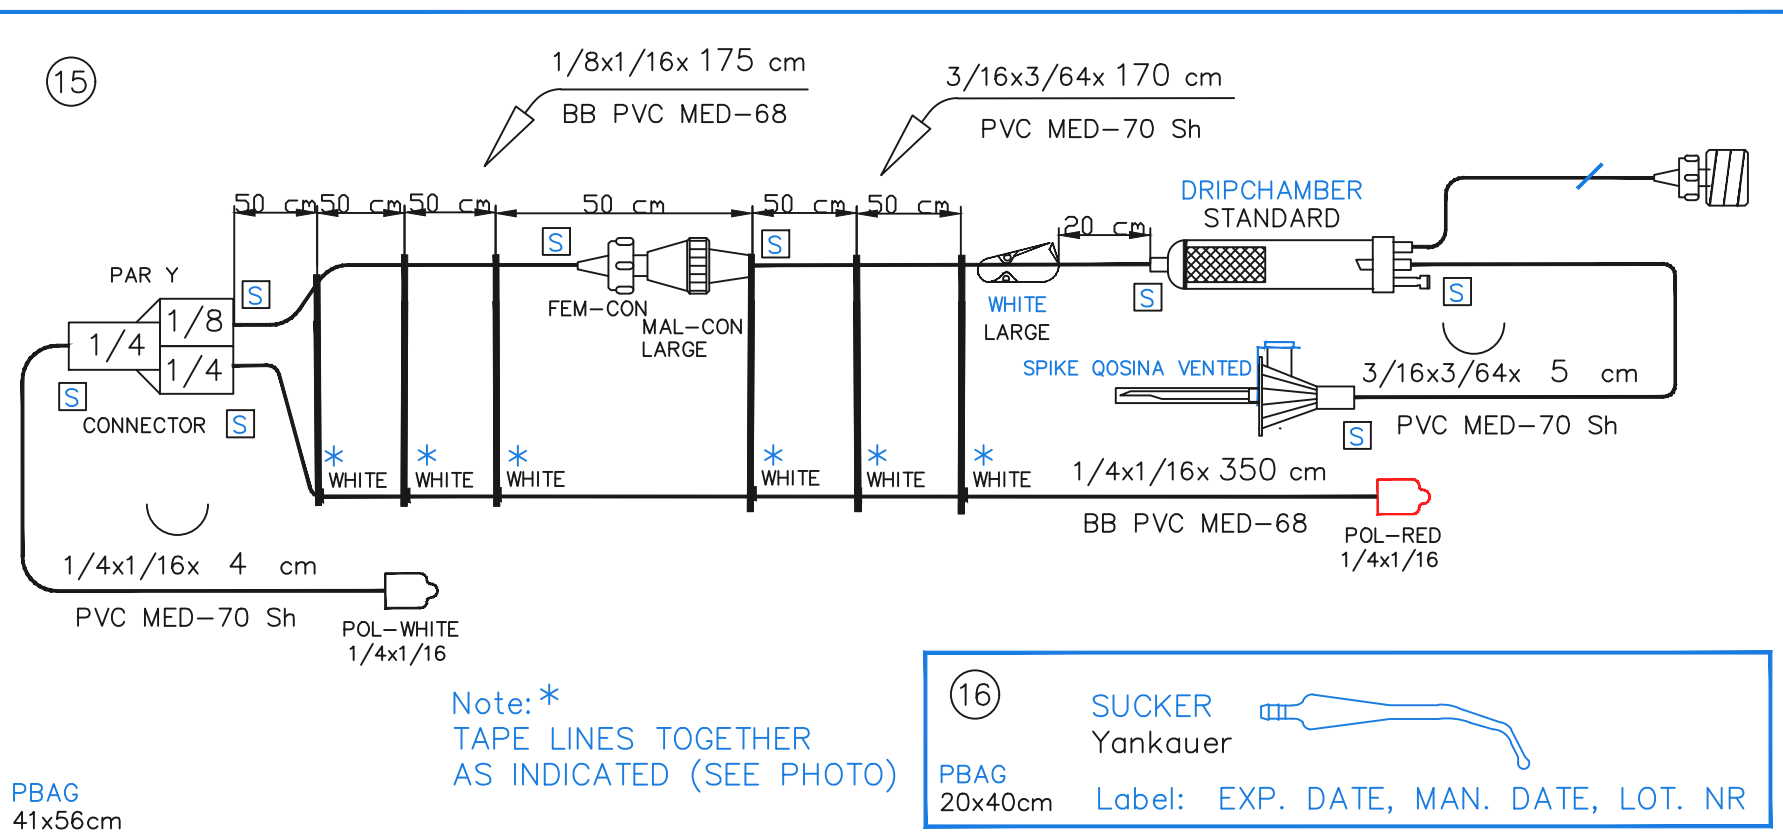 15
1/8x1/16x 175 cm
BB PVC MED-68
3/16x3/64x 170 cm
PVC MED-70 Sh
50 cm
50 cm
50 cm
50 cm
50 cm
50 cm
20 cm
DRIPCHAMBER
STANDARD
PAR Y
S
1/8
1/4
1/4
S
CONNECTOR
S
S
FEM-CON
MAL-CON
LARGE
S
WHITE
LARGE
S
S
SPIKE QOSINA VENTED
3/16x3/64x 5 cm
PVC MED-70 Sh
S
*
WHITE
*
WHITE
*
WHITE
*
WHITE
*
WHITE
*
WHITE
1/4x1/16x 350 cm
BB PVC MED-68
POL-RED
1/4x1/16
1/4x1/16x 4 cm
PVC MED-70 Sh
POL-WHITE
1/4x1/16
Note: *
TAPE LINES TOGETHER
AS INDICATED (SEE PHOTO)
PBAG
41x56cm
16
SUCKER
Yankauer
PBAG
20x40cm
Label: EXP. DATE, MAN. DATE, LOT. NR